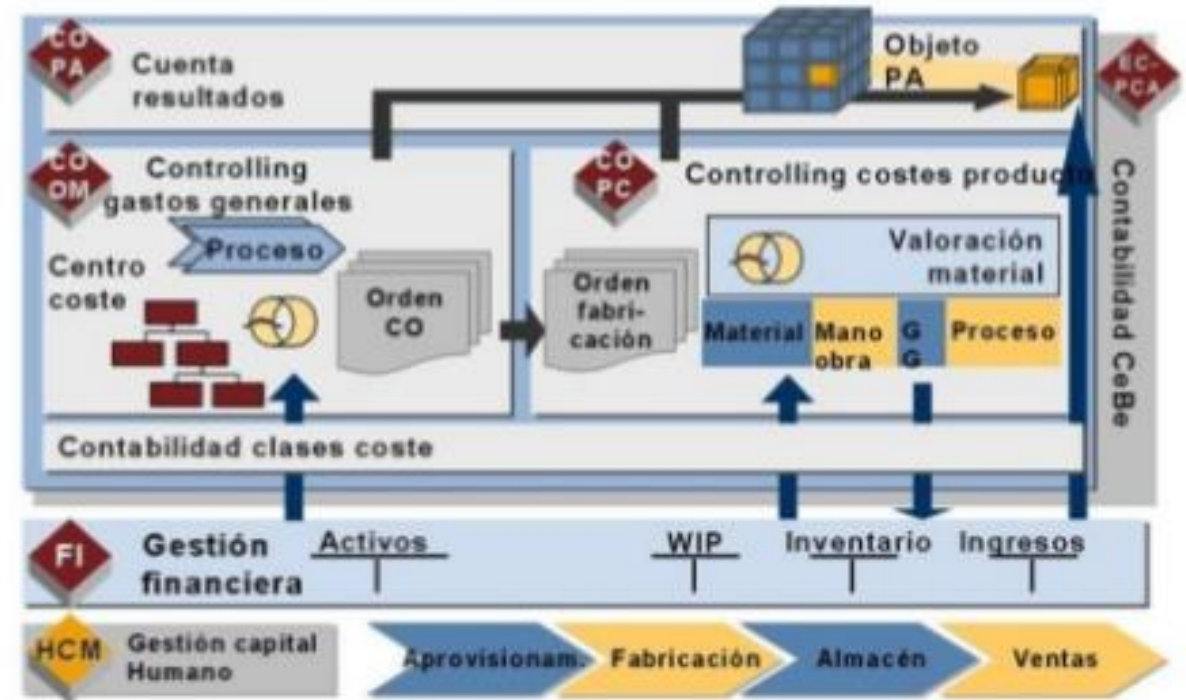 CO
PA
Cuenta
resultados
Objeto
PA
EC-
PCA
CO
OM
Controlling
gastos generales
Proceso
Centro
coste
Orden
CO
CO
PC
Controlling costes producto
Orden
fabri-
cación
Valoración
material
Material
Mano
obra
G
G
Proceso
Contabilidad CeBe
Contabilidad clases coste
FI
Gestión
financiera
Activos
WIP
Inventario
Ingresos
HCM
Gestión capital
Humano
Aprovisionam.
Fabricación
Almacén
Ventas